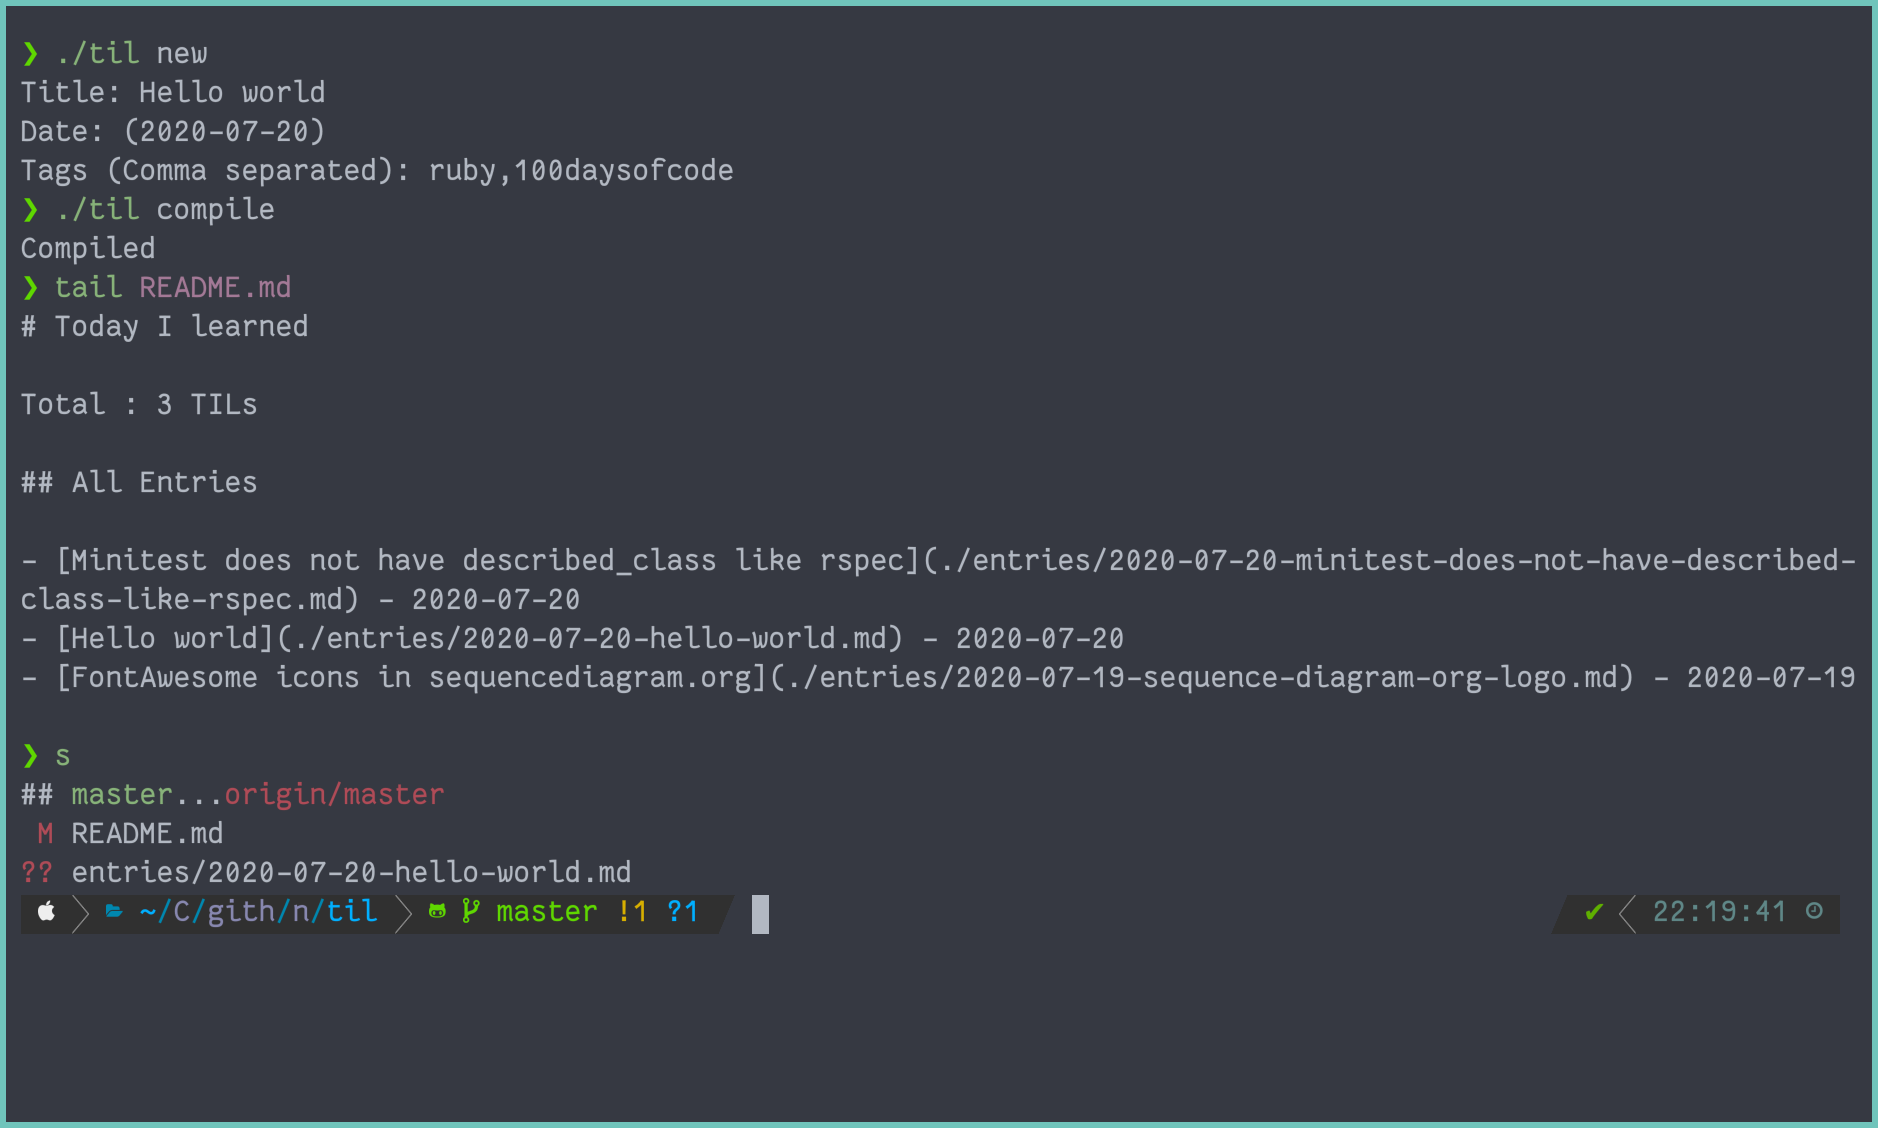 ❯ ./til new
Title: Hello world
Date: (2020-07-20)
Tags (Comma separated): ruby,100daysofcode
❯ ./til compile
Compiled
❯ tail README.md
# Today I learned
Total : 3 TILs
## All Entries
- [Minitest does not have described_class like rspec](./entries/2020-07-20-minitest-does-not-have-described-
class-like-rspec.md) - 2020-07-20
- [Hello world](./entries/2020-07-20-hello-world.md) - 2020-07-20
- [FontAwesome icons in sequencediagram.org](./entries/2020-07-19-sequence-diagram-org-logo.md) - 2020-07-19
❯ s
## master...origin/master
 M README.md
?? entries/2020-07-20-hello-world.md
~/C/gith/n/til master !1 ?1 ✔ 22:19:41